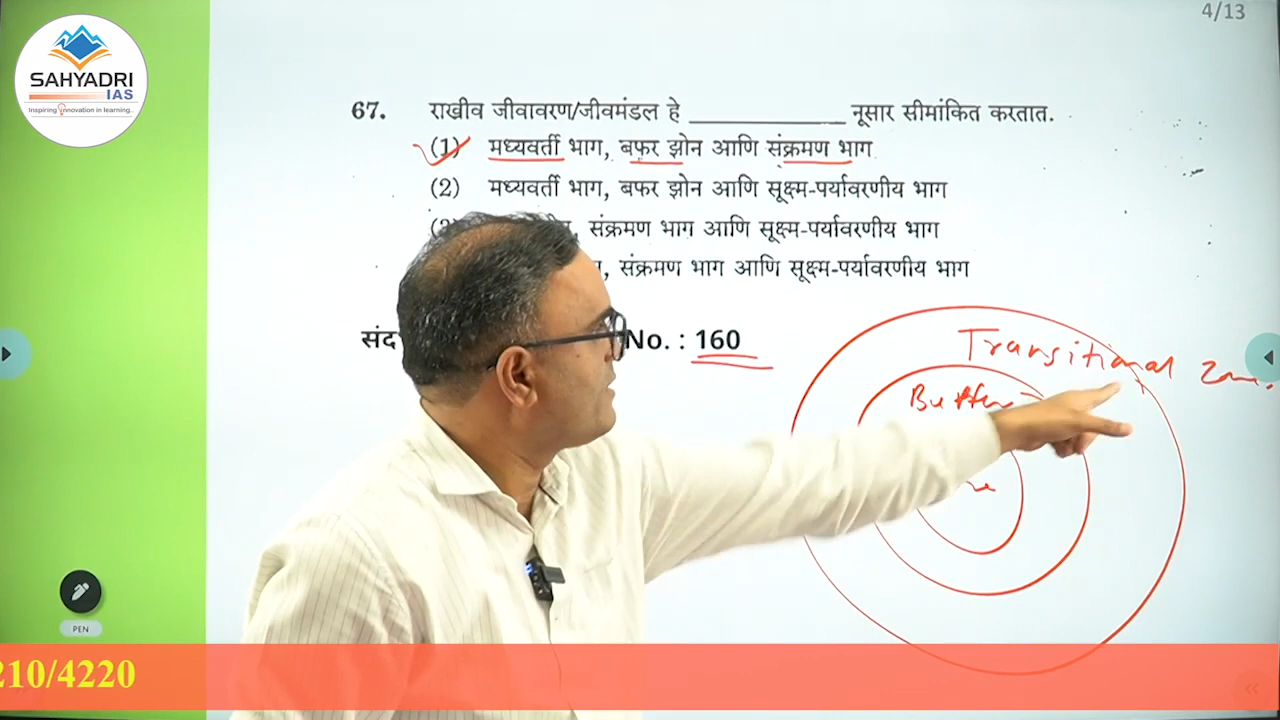 4/13
SAHYADRI
IAS
Inspiring innovation in learning..
67. राखीव जीवावरण/जीवमंडल हे ____________ नूसार सीमांकित करतात.
(1) मध्यवर्ती भाग, बफर झोन आणि संक्रमण भाग
(2) मध्यवर्ती भाग, बफर झोन आणि सूक्ष्म-पर्यावरणीय भाग
(3) संक्रमण भाग आणि सूक्ष्म-पर्यावरणीय भाग
संक्रमण भाग आणि सूक्ष्म-पर्यावरणीय भाग
No. : 160
Transitional Zone.
Buffer
PEN
210/4220